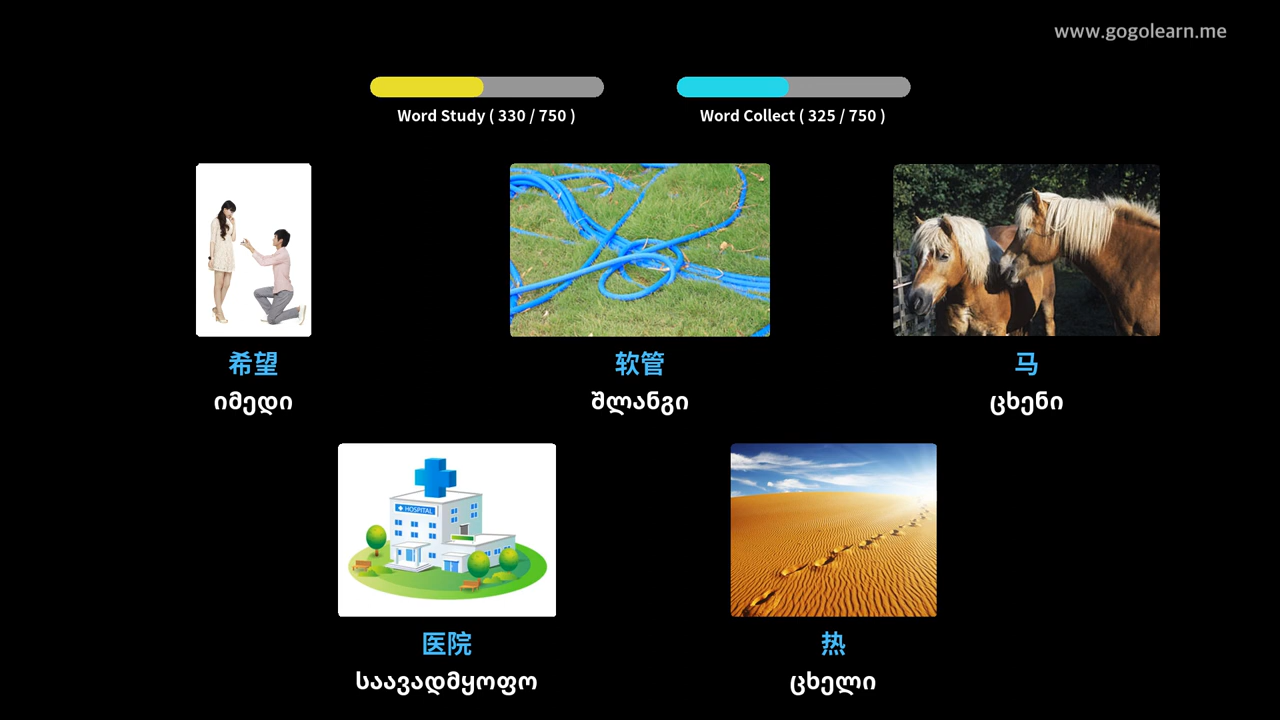 www.gogolearn.me
Word Study ( 330 / 750 )
Word Collect ( 325 / 750 )
希望
იმედი
软管
შლანგი
马
ცხენი
HOSPITAL
医院
საავადმყოფო
热
ცხელი